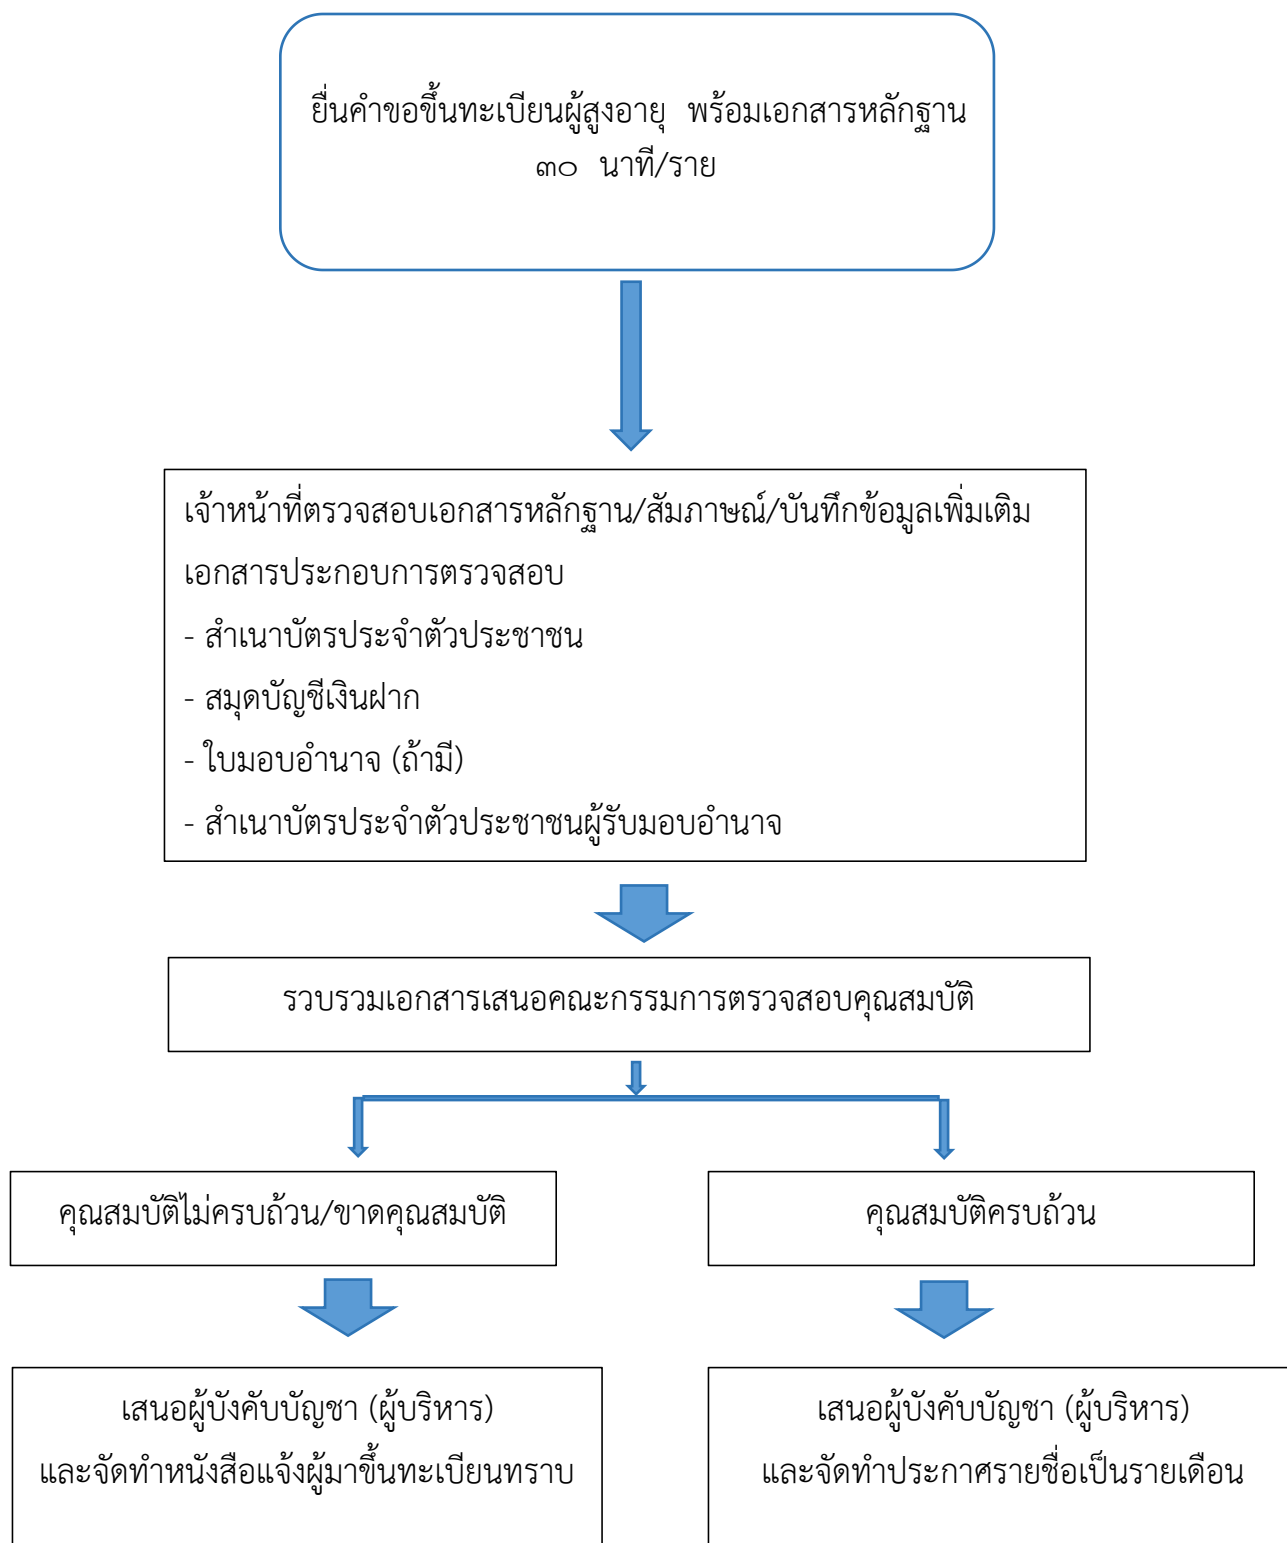 ยื่นคำขอขึ้นทะเบียนผู้สูงอายุ พร้อมเอกสารหลักฐาน
๓๐ นาที/ราย
เจ้าหน้าที่ตรวจสอบเอกสารหลักฐาน/สัมภาษณ์/บันทึกข้อมูลเพิ่มเติม
เอกสารประกอบการตรวจสอบ
- สำเนาบัตรประจำตัวประชาชน
- สมุดบัญชีเงินฝาก
- ใบมอบอำนาจ (ถ้ามี)
- สำเนาบัตรประจำตัวประชาชนผู้รับมอบอำนาจ
รวบรวมเอกสารเสนอคณะกรรมการตรวจสอบคุณสมบัติ
คุณสมบัติไม่ครบถ้วน/ขาดคุณสมบัติ
คุณสมบัติครบถ้วน
เสนอผู้บังคับบัญชา (ผู้บริหาร)
และจัดทำหนังสือแจ้งผู้มาขึ้นทะเบียนทราบ
เสนอผู้บังคับบัญชา (ผู้บริหาร)
และจัดทำประกาศรายชื่อเป็นรายเดือน